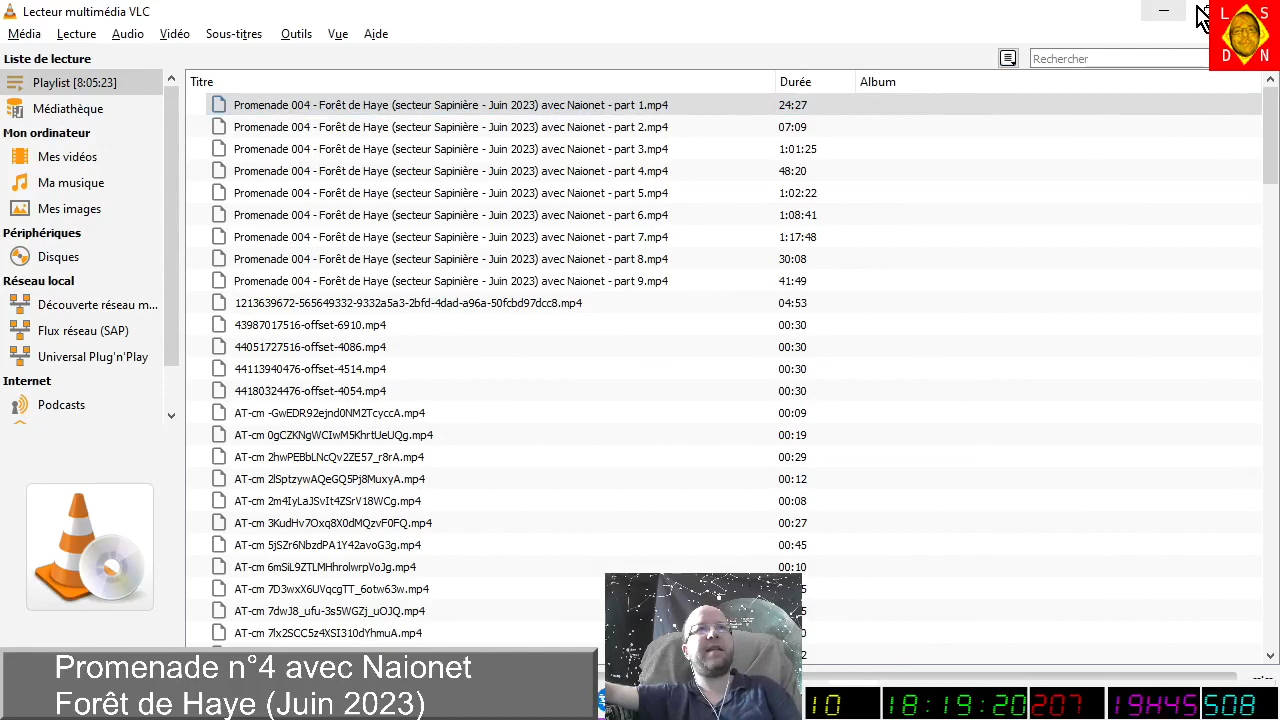 Lecteur multimédia VLC
Média Lecture Audio Vidéo Sous-titres Outils Vue Aide
L S D N
Liste de lecture
Rechercher
Playlist [8:05:23]
Médiathèque
Mon ordinateur
Mes vidéos
Ma musique
Mes images
Périphériques
Disques
Réseau local
Découverte réseau m...
Flux réseau (SAP)
Universal Plug'n'Play
Internet
Podcasts
Titre Durée Album
Promenade 004 - Forêt de Haye (secteur Sapinière - Juin 2023) avec Naionet - part 1.mp4 24:27
Promenade 004 - Forêt de Haye (secteur Sapinière - Juin 2023) avec Naionet - part 2.mp4 07:09
Promenade 004 - Forêt de Haye (secteur Sapinière - Juin 2023) avec Naionet - part 3.mp4 1:01:25
Promenade 004 - Forêt de Haye (secteur Sapinière - Juin 2023) avec Naionet - part 4.mp4 48:20
Promenade 004 - Forêt de Haye (secteur Sapinière - Juin 2023) avec Naionet - part 5.mp4 1:02:22
Promenade 004 - Forêt de Haye (secteur Sapinière - Juin 2023) avec Naionet - part 6.mp4 1:08:41
Promenade 004 - Forêt de Haye (secteur Sapinière - Juin 2023) avec Naionet - part 7.mp4 1:17:48
Promenade 004 - Forêt de Haye (secteur Sapinière - Juin 2023) avec Naionet - part 8.mp4 30:08
Promenade 004 - Forêt de Haye (secteur Sapinière - Juin 2023) avec Naionet - part 9.mp4 41:49
1213639672-565649332-9332a5a3-2bfd-4dad-a96a-50fcbd97dcc8.mp4 04:53
43987017516-offset-6910.mp4 00:30
44051727516-offset-4086.mp4 00:30
44113940476-offset-4514.mp4 00:30
44180324476-offset-4054.mp4 00:30
AT-cm -GwEDR92ejnd0NM2TcyccA.mp4 00:09
AT-cm 0gCZKNgWCIwM5KhrtUeUQg.mp4 00:19
AT-cm 2hwPEBbLNcQv2ZE57_r8rA.mp4 00:29
AT-cm 2lSptzywAQeGQ5Pj8MuxyA.mp4 00:12
AT-cm 2m4IyLaJSvIt4ZSrV18WCg.mp4 00:08
AT-cm 3KudHv7Oxq8X0dMQzvF0FQ.mp4 00:27
AT-cm 5jSZr6NbzdPA1Y42avoG3g.mp4 00:45
AT-cm 6mSiL9ZTLMHhrolwrpVoJg.mp4 00:10
AT-cm 7D3wxX6UVqcgTT_6otw63w.mp4
AT-cm 7dwJ8_ufu-3s5WGZj_uOJQ.mp4
AT-cm 7lx2SCC5z4XSI310dYhmuA.mp4
Promenade n°4 avec Naionet
Forêt de Haye (Juin 2023)
10 18:19:20 207 19H45 508